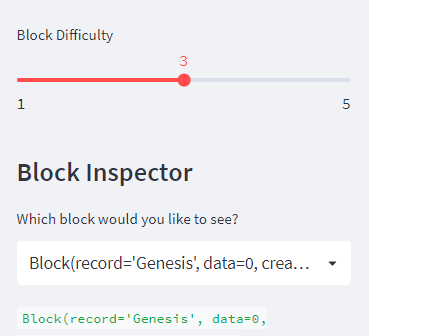 Block Difficulty
3
1 5
Block Inspector
Which block would you like to see?
Block(record='Genesis', data=0, crea...
Block(record='Genesis', data=0,